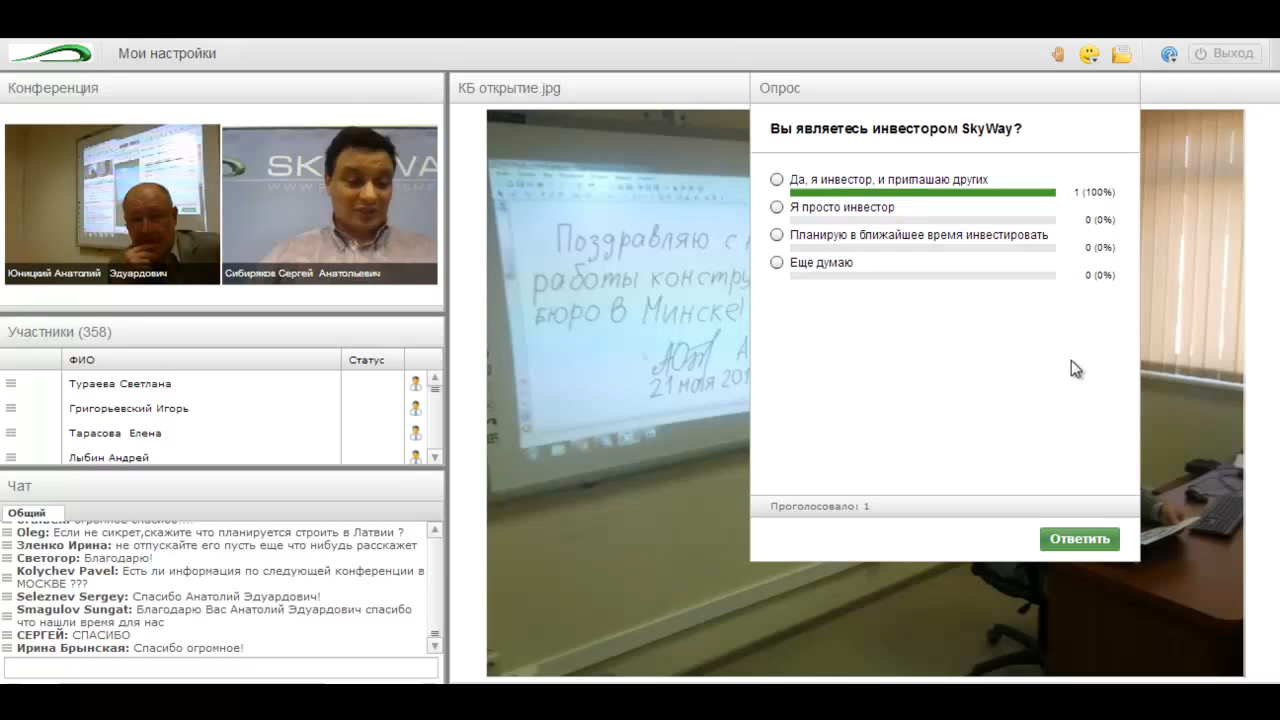 Мои настройки
Выход
Конференция
SKYWA
Юницкий Анатолий Эдуардович
Сибиряков Сергей Анатольевич
Участники (358)
ФИО
Статус
Тураева Светлана
Григорьевский Игорь
Тарасова Елена
Лыбин Андрей
Чат
Общий
Oleg: Если не сикрет,скажите что планируется строить в Латвии ?
Зленко Ирина: не отпускайте его пусть еще что нибудь расскажет
Светогор: Благодарю!
Kolychev Pavel: Есть ли информация по следующей конференции в
МОСКВЕ ???
Seleznev Sergey: Спасибо Анатолий Эдуардович!
Smagulov Sungat: Благодарю Вас Анатолий Эдуардович спасибо
что нашли время для нас
СЕРГЕЙ: СПАСИБО
Ирина Брынская: Спасибо огромное!
КБ открытие.jpg
Поздравляю с
работы констру
бюро в Минске!
21 мая 201
Опрос
Вы являетесь инвестором SkyWay?
Да, я инвестор, и приглашаю других
1 (100%)
Я просто инвестор
0 (0%)
Планирую в ближайшее время инвестировать
0 (0%)
Еще думаю
0 (0%)
Проголосовало: 1
Ответить